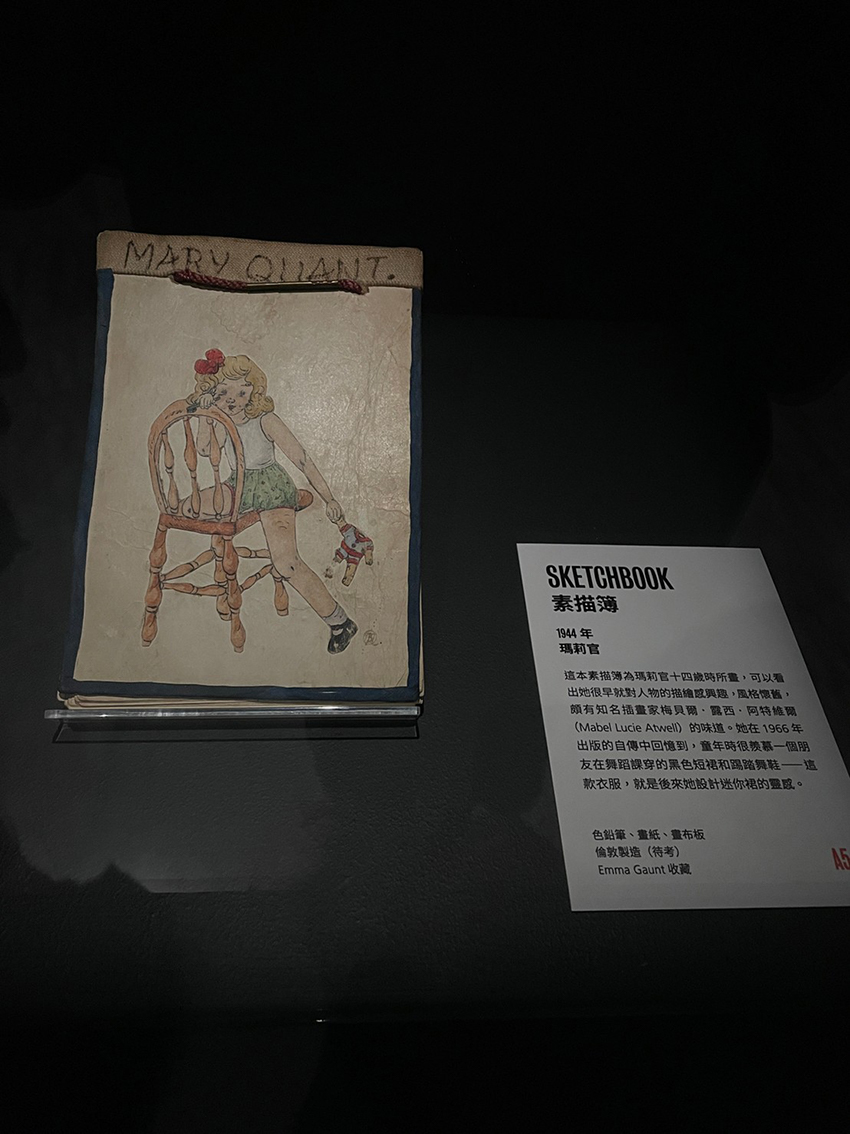 MARY QUANT.
SKETCHBOOK
素描簿
1944 年
瑪莉官
這本素描簿為瑪莉官十四歲時所畫，可以看
出她很早就對人物的描繪感興趣，風格懷舊，
頗有知名插畫家梅貝爾．露西．阿特維爾
（Mabel Lucie Atwell）的味道。她在 1966 年
出版的自傳中回憶到，童年時很羨慕一個朋
友在舞蹈課穿的黑色短裙和踢踏舞鞋——這
款衣服，就是後來她設計迷你裙的靈感。
色鉛筆、畫紙、畫布板
倫敦製造（待考）
Emma Gaunt 收藏
A5